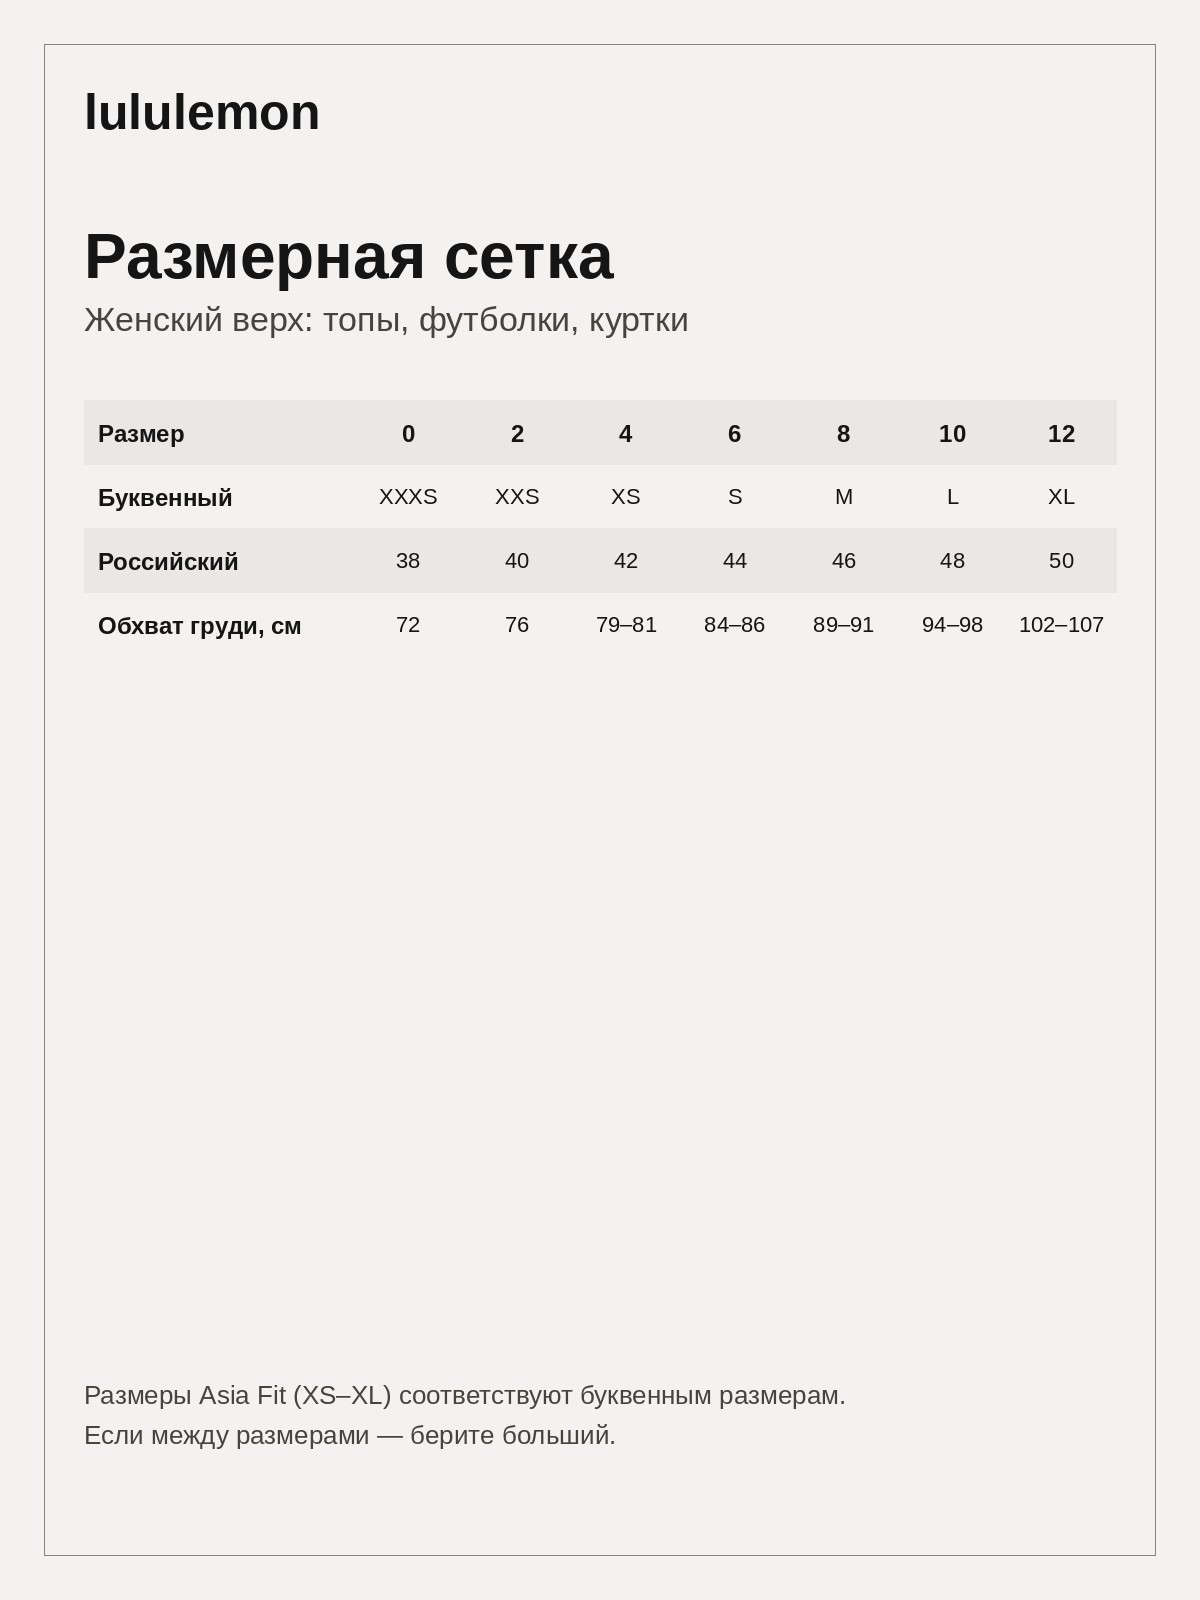 lululemon
Размерная сетка
Женский верх: топы, футболки, куртки
Размер 0 2 4 6 8 10 12
Буквенный XXXS XXS XS S M L XL
Российский 38 40 42 44 46 48 50
Обхват груди, см 72 76 79–81 84–86 89–91 94–98 102–107
Размеры Asia Fit (XS–XL) соответствуют буквенным размерам.
Если между размерами — берите больший.